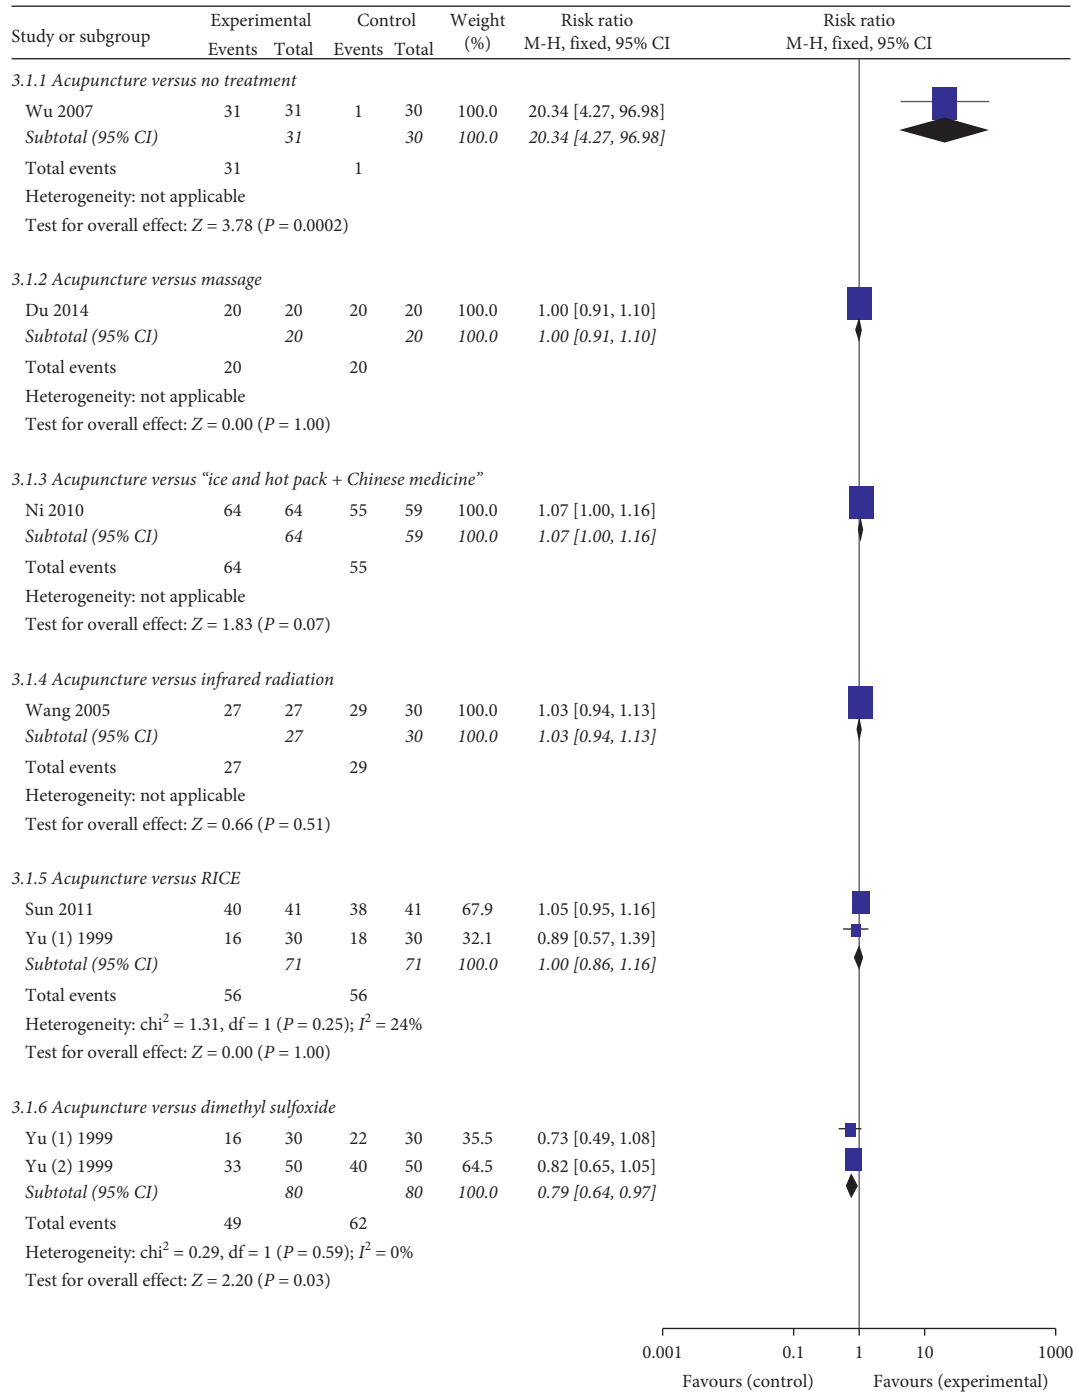 Study or subgroup Experimental Control Weight (%) Risk ratio Risk ratio
Events Total Events Total M-H, fixed, 95% CI M-H, fixed, 95% CI
3.1.1 Acupuncture versus no treatment
Wu 2007 31 31 1 30 100.0 20.34 [4.27, 96.98]
Subtotal (95% CI) 31 30 100.0 20.34 [4.27, 96.98]
Total events 31 1
Heterogeneity: not applicable
Test for overall effect: Z = 3.78 (P = 0.0002)
3.1.2 Acupuncture versus massage
Du 2014 20 20 20 20 100.0 1.00 [0.91, 1.10]
Subtotal (95% CI) 20 20 100.0 1.00 [0.91, 1.10]
Total events 20 20
Heterogeneity: not applicable
Test for overall effect: Z = 0.00 (P = 1.00)
3.1.3 Acupuncture versus “ice and hot pack + Chinese medicine”
Ni 2010 64 64 55 59 100.0 1.07 [1.00, 1.16]
Subtotal (95% CI) 64 59 100.0 1.07 [1.00, 1.16]
Total events 64 55
Heterogeneity: not applicable
Test for overall effect: Z = 1.83 (P = 0.07)
3.1.4 Acupuncture versus infrared radiation
Wang 2005 27 27 29 30 100.0 1.03 [0.94, 1.13]
Subtotal (95% CI) 27 30 100.0 1.03 [0.94, 1.13]
Total events 27 29
Heterogeneity: not applicable
Test for overall effect: Z = 0.66 (P = 0.51)
3.1.5 Acupuncture versus RICE
Sun 2011 40 41 38 41 67.9 1.05 [0.95, 1.16]
Yu (1) 1999 16 30 18 30 32.1 0.89 [0.57, 1.39]
Subtotal (95% CI) 71 71 100.0 1.00 [0.86, 1.16]
Total events 56 56
Heterogeneity: chi² = 1.31, df = 1 (P = 0.25); I² = 24%
Test for overall effect: Z = 0.00 (P = 1.00)
3.1.6 Acupuncture versus dimethyl sulfoxide
Yu (1) 1999 16 30 22 30 35.5 0.73 [0.49, 1.08]
Yu (2) 1999 33 50 40 50 64.5 0.82 [0.65, 1.05]
Subtotal (95% CI) 80 80 100.0 0.79 [0.64, 0.97]
Total events 49 62
Heterogeneity: chi² = 0.29, df = 1 (P = 0.59); I² = 0%
Test for overall effect: Z = 2.20 (P = 0.03)
0.001 0.1 1 10 1000
Favours (control) Favours (experimental)